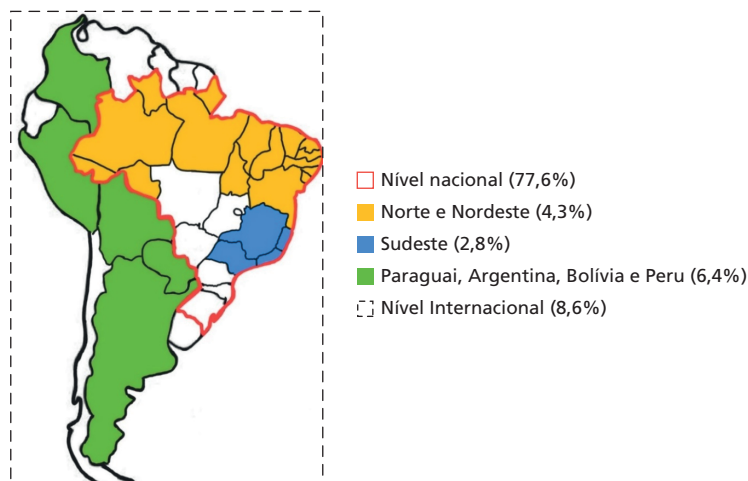 Nível nacional (77,6%)
Norte e Nordeste (4,3%)
Sudeste (2,8%)
Paraguai, Argentina, Bolívia e Peru (6,4%)
Nível Internacional (8,6%)